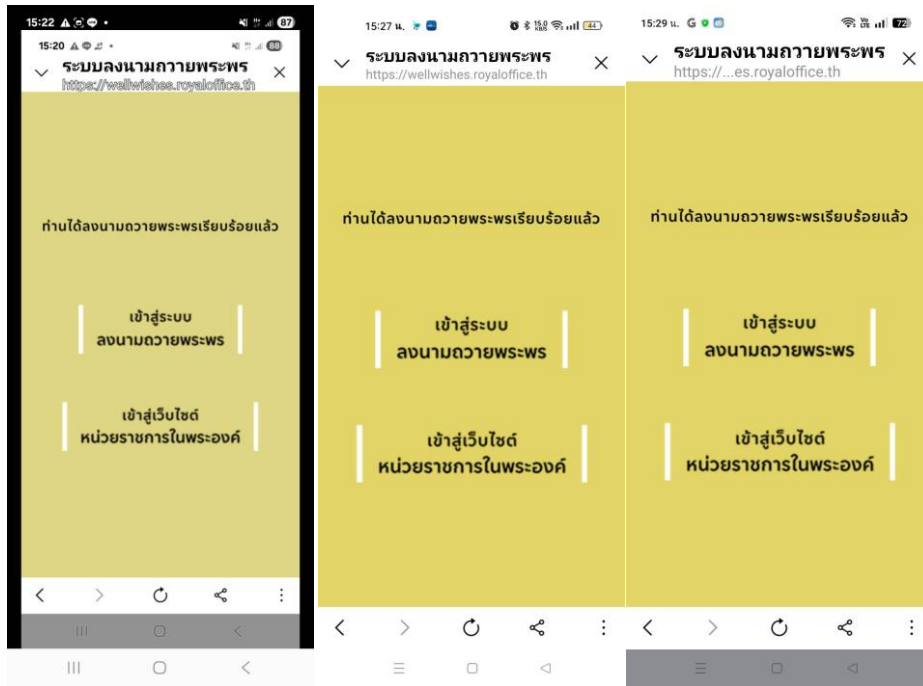 15:22
87
15:20
88
ระบบลงนามถวายพระพร
https://wellwishes.royaloffice.th
ท่านได้ลงนามถวายพระพรเรียบร้อยแล้ว
เข้าสู่ระบบ
ลงนามถวายพระพร
เข้าสู่เว็บไซต์
หน่วยราชการในพระองค์
15:27 น.
15.0
KB/S
44
ระบบลงนามถวายพระพร
https://wellwishes.royaloffice.th
ท่านได้ลงนามถวายพระพรเรียบร้อยแล้ว
เข้าสู่ระบบ
ลงนามถวายพระพร
เข้าสู่เว็บไซต์
หน่วยราชการในพระองค์
15:29 น. G
72
ระบบลงนามถวายพระพร
https://...es.royaloffice.th
ท่านได้ลงนามถวายพระพรเรียบร้อยแล้ว
เข้าสู่ระบบ
ลงนามถวายพระพร
เข้าสู่เว็บไซต์
หน่วยราชการในพระองค์